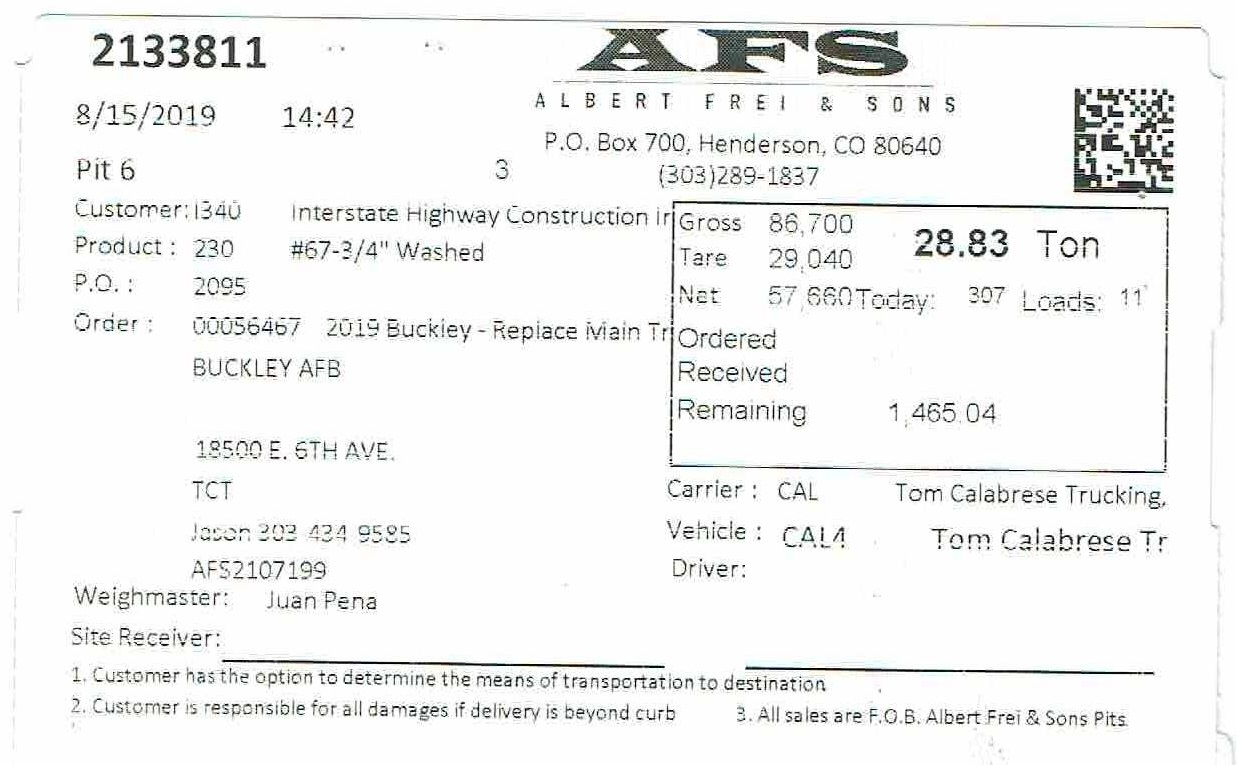 2133811
AFS
ALBERT FREI & SONS
8/15/2019 14:42
P.O. Box 700, Henderson, CO 80640
Pit 6 3 (303)289-1837
Customer: I340 Interstate Highway Construction Ir
Product : 230 #67-3/4" Washed
P.O. : 2095
Order : 00056467 2019 Buckley - Replace Main Tr
BUCKLEY AFB
18500 E. 6TH AVE.
TCT
Jason 303 434 9585
AFS2107199
Gross 86,700 28.83 Ton
Tare 29,040
Net 57,660 Today: 307 Loads: 11
Ordered
Received
Remaining 1,465.04
Carrier : CAL Tom Calabrese Trucking,
Vehicle : CAL4 Tom Calabrese Tr
Driver:
Weighmaster: Juan Pena
Site Receiver:
1. Customer has the option to determine the means of transportation to destination
2. Customer is responsible for all damages if delivery is beyond curb 3. All sales are F.O.B. Albert Frei & Sons Pits.